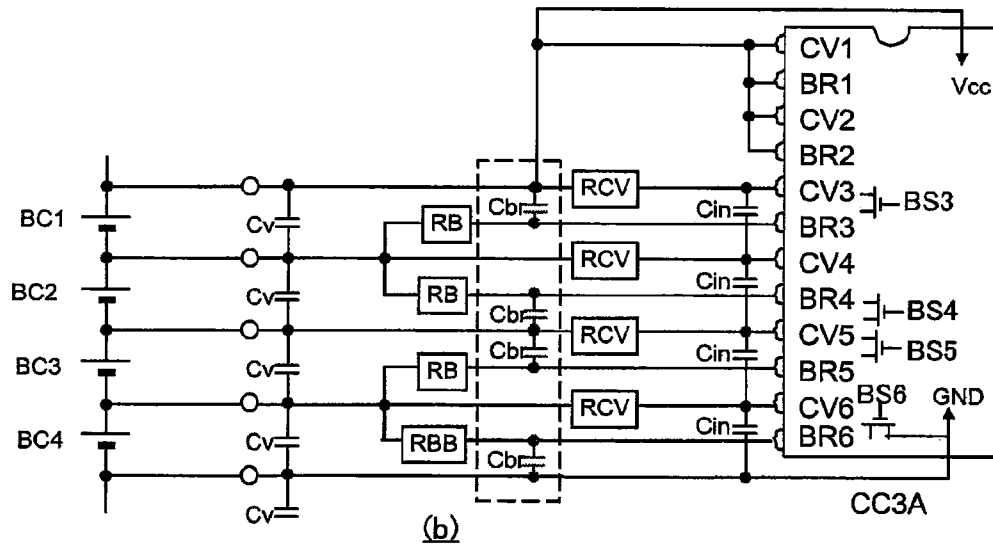 CV1
BR1
Vcc
CV2
BR2
RCV
CV3
BS3
BC1
Cv
RB
Cbr
Cin
BR3
RCV
CV4
BC2
Cv
RB
Cin
BR4
BS4
Cbr
RCV
CV5
BS5
BC3
Cv
RB
Cbr
Cin
BR5
BS6
GND
RCV
CV6
BC4
Cv
RBB
Cbr
Cin
BR6
CC3A
Cv
(b)